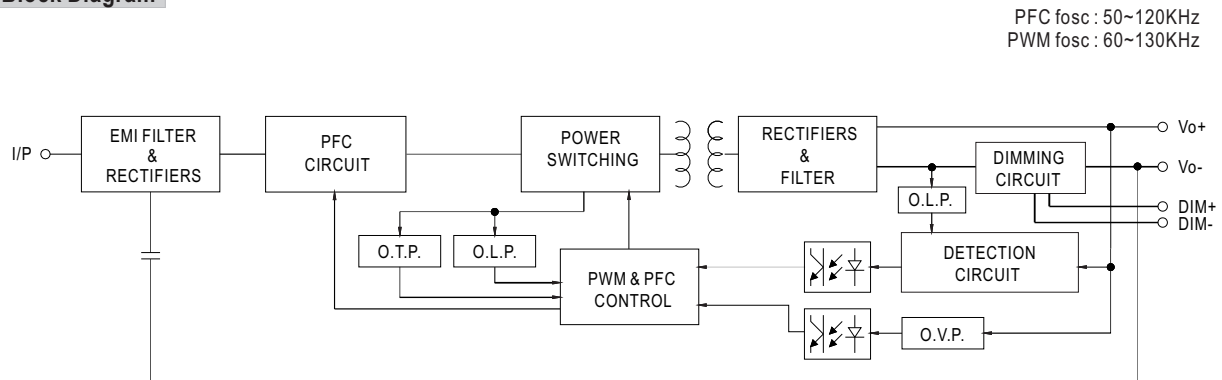 Block Diagram
PFC fosc : 50~120KHz
PWM fosc : 60~130KHz
I/P
EMI FILTER
&
RECTIFIERS
PFC
CIRCUIT
POWER
SWITCHING
RECTIFIERS
&
FILTER
DIMMING
CIRCUIT
Vo+
Vo-
DIM+
DIM-
O.L.P.
O.T.P.
O.L.P.
PWM & PFC
CONTROL
DETECTION
CIRCUIT
O.V.P.